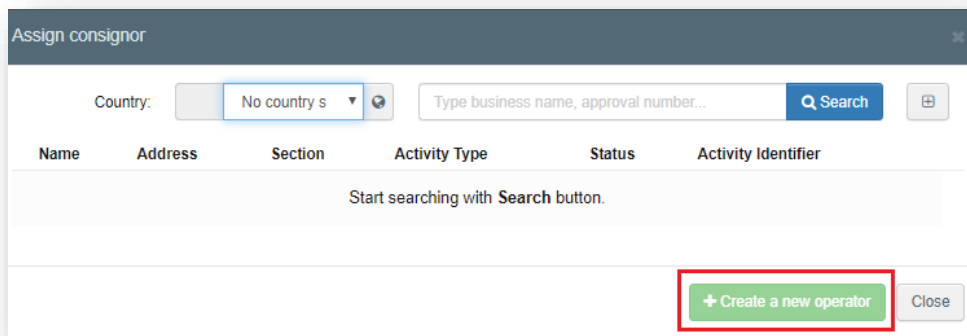 Assign consignor
Country: No country s Type business name, approval number... Search
Name Address Section Activity Type Status Activity Identifier
Start searching with Search button.
Create a new operator Close